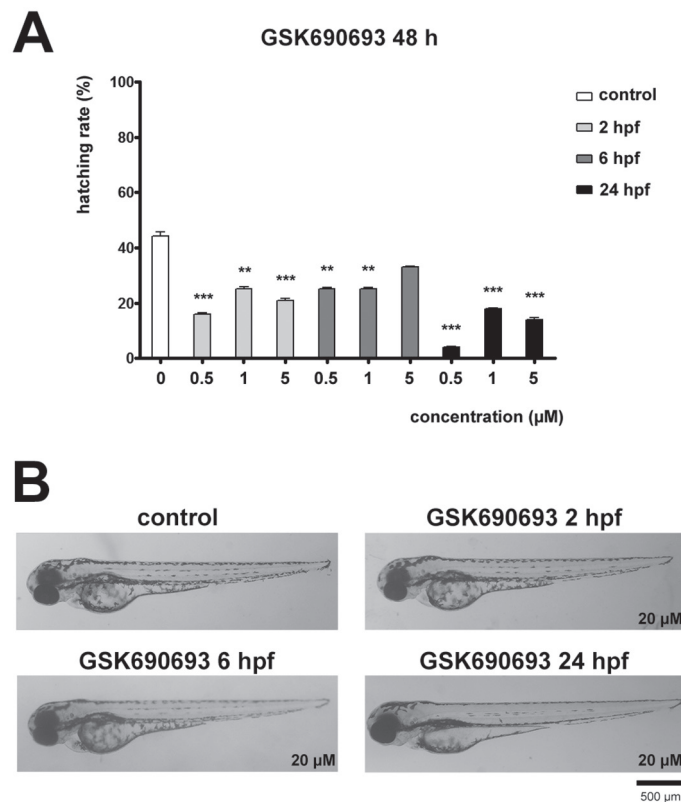 A
GSK690693 48 h
hatching rate (%)
100
80
60
40
20
0
control
2 hpf
6 hpf
24 hpf
***
**
***
**
**
***
***
***
0 0.5 1 5 0.5 1 5 0.5 1 5
concentration (µM)
B
control
GSK690693 2 hpf
20 µM
GSK690693 6 hpf
GSK690693 24 hpf
20 µM
20 µM
500 µm